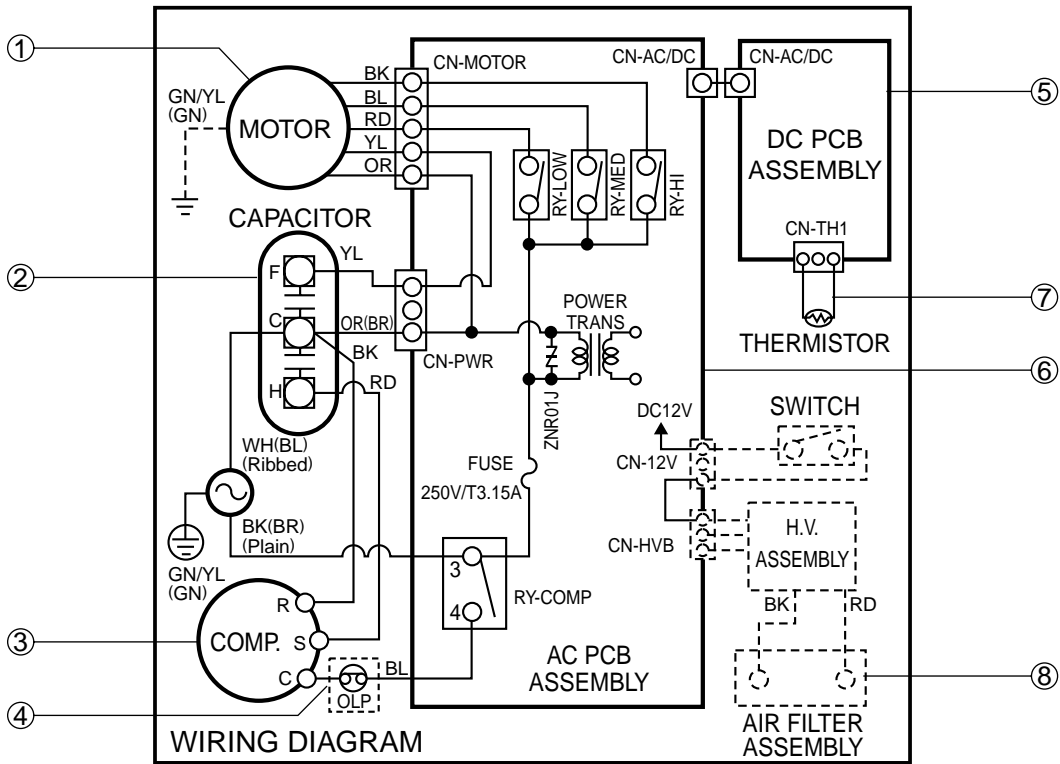 ①
②
③
④
⑤
⑥
⑦
⑧
GN/YL
(GN)
MOTOR
BK
BL
RD
YL
OR
CN-MOTOR
CN-AC/DC
CN-AC/DC
DC PCB
ASSEMBLY
CN-TH1
THERMISTOR
RY-LOW
RY-MED
RY-HI
CAPACITOR
F
C
H
YL
OR(BR)
BK
RD
CN-PWR
POWER
TRANS
ZNR01J
FUSE
250V/T3.15A
DC12V
CN-12V
CN-HVB
SWITCH
H.V.
ASSEMBLY
BK
RD
AIR FILTER
ASSEMBLY
WH(BL)
(Ribbed)
BK(BR)
(Plain)
GN/YL
(GN)
3
4
RY-COMP
COMP.
R
S
C
OLP
BL
AC PCB
ASSEMBLY
WIRING DIAGRAM